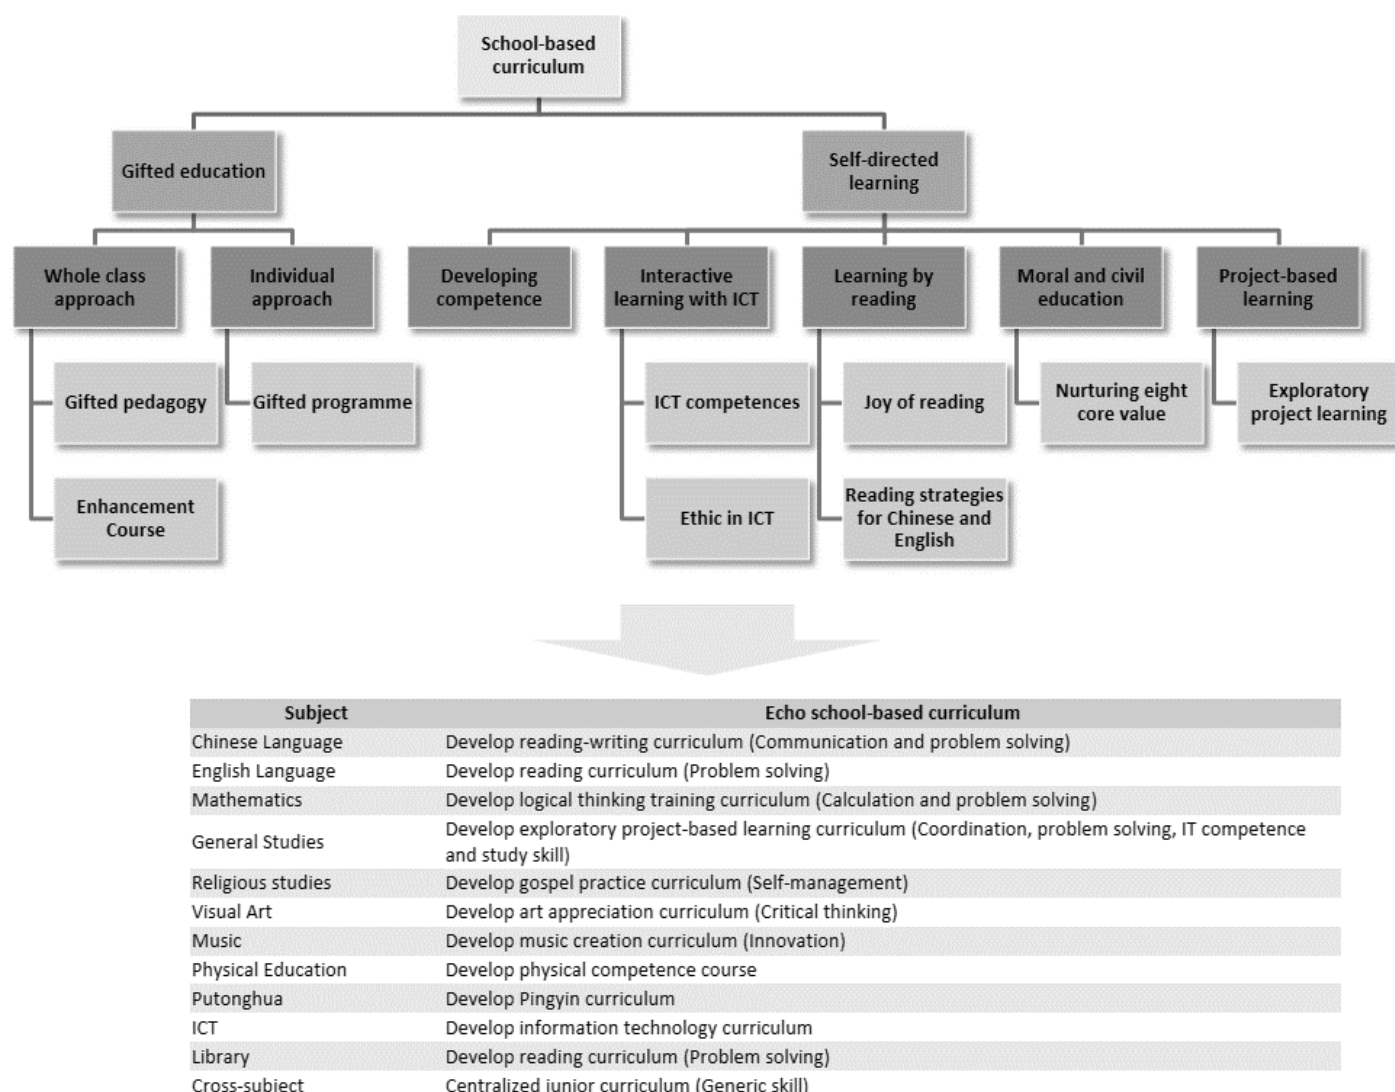 School-based
curriculum
Gifted education
Self-directed
learning
Whole class
approach
Individual
approach
Developing
competence
Interactive
learning with ICT
Learning by
reading
Moral and civil
education
Project-based
learning
Gifted pedagogy
Gifted programme
ICT competences
Joy of reading
Nurturing eight
core value
Exploratory
project learning
Enhancement
Course
Ethic in ICT
Reading strategies
for Chinese and
English
Subject Echo school-based curriculum
Chinese Language Develop reading-writing curriculum (Communication and problem solving)
English Language Develop reading curriculum (Problem solving)
Mathematics Develop logical thinking training curriculum (Calculation and problem solving)
General Studies Develop exploratory project-based learning curriculum (Coordination, problem solving, IT competence
and study skill)
Religious studies Develop gospel practice curriculum (Self-management)
Visual Art Develop art appreciation curriculum (Critical thinking)
Music Develop music creation curriculum (Innovation)
Physical Education Develop physical competence course
Putonghua Develop Pingyin curriculum
ICT Develop information technology curriculum
Library Develop reading curriculum (Problem solving)
Cross-subject Centralized junior curriculum (Generic skill)